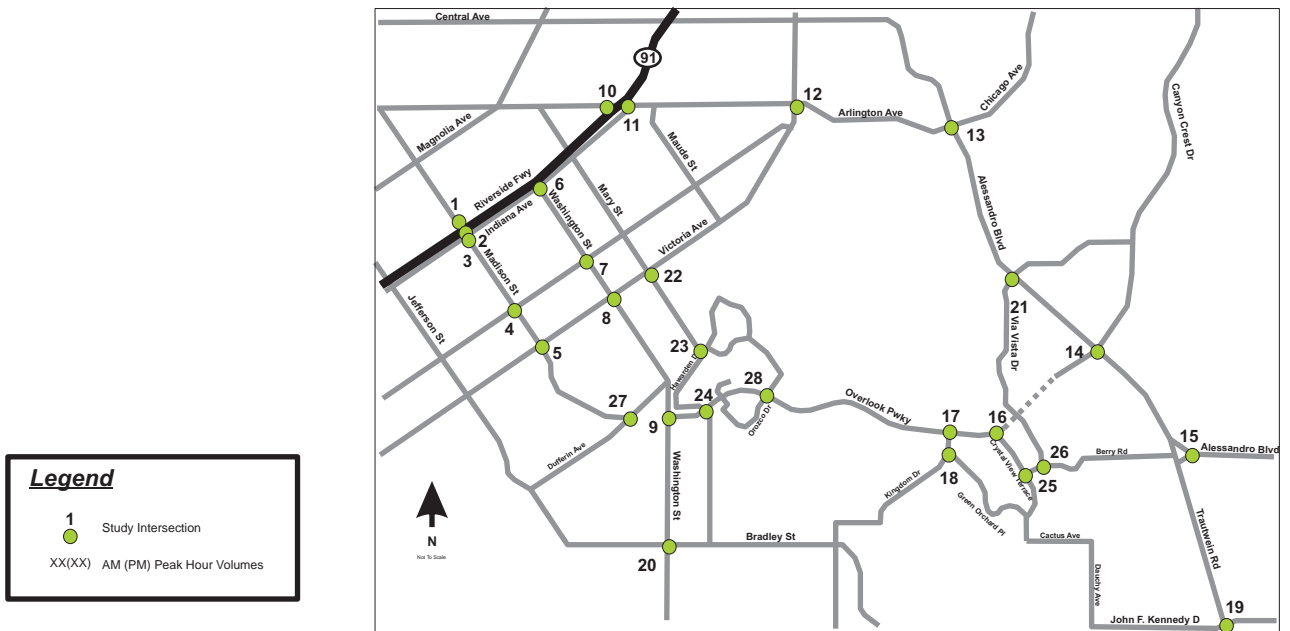 Central Ave
91
10
12
11
Arlington Ave
Chicago Ave
13
Canyon Crest Dr
Magnolia Ave
Maude St
Riverside Fwy
6
1
Indiana Ave
Washington St
Mary St
Alessandro Blvd
2
3
Victoria Ave
7
22
Madison St
Jefferson St
8
4
21
Via Vista Dr
5
23
14
Hawarden D
24
28
Orozco Dr
Overlook Pwky
27
9
17
16
Crystal View Terrace
15
Alessandro Blvd
Dufferin Ave
26
Berry Rd
25
18
Washington St
Kingdom Dr
Green Orchard Pl
N
Not To Scale
Bradley St
20
Cactus Ave
Trautwein Rd
Dauchy Ave
John F. Kennedy D
19
Legend
1
Study Intersection
XX(XX) AM (PM) Peak Hour Volumes